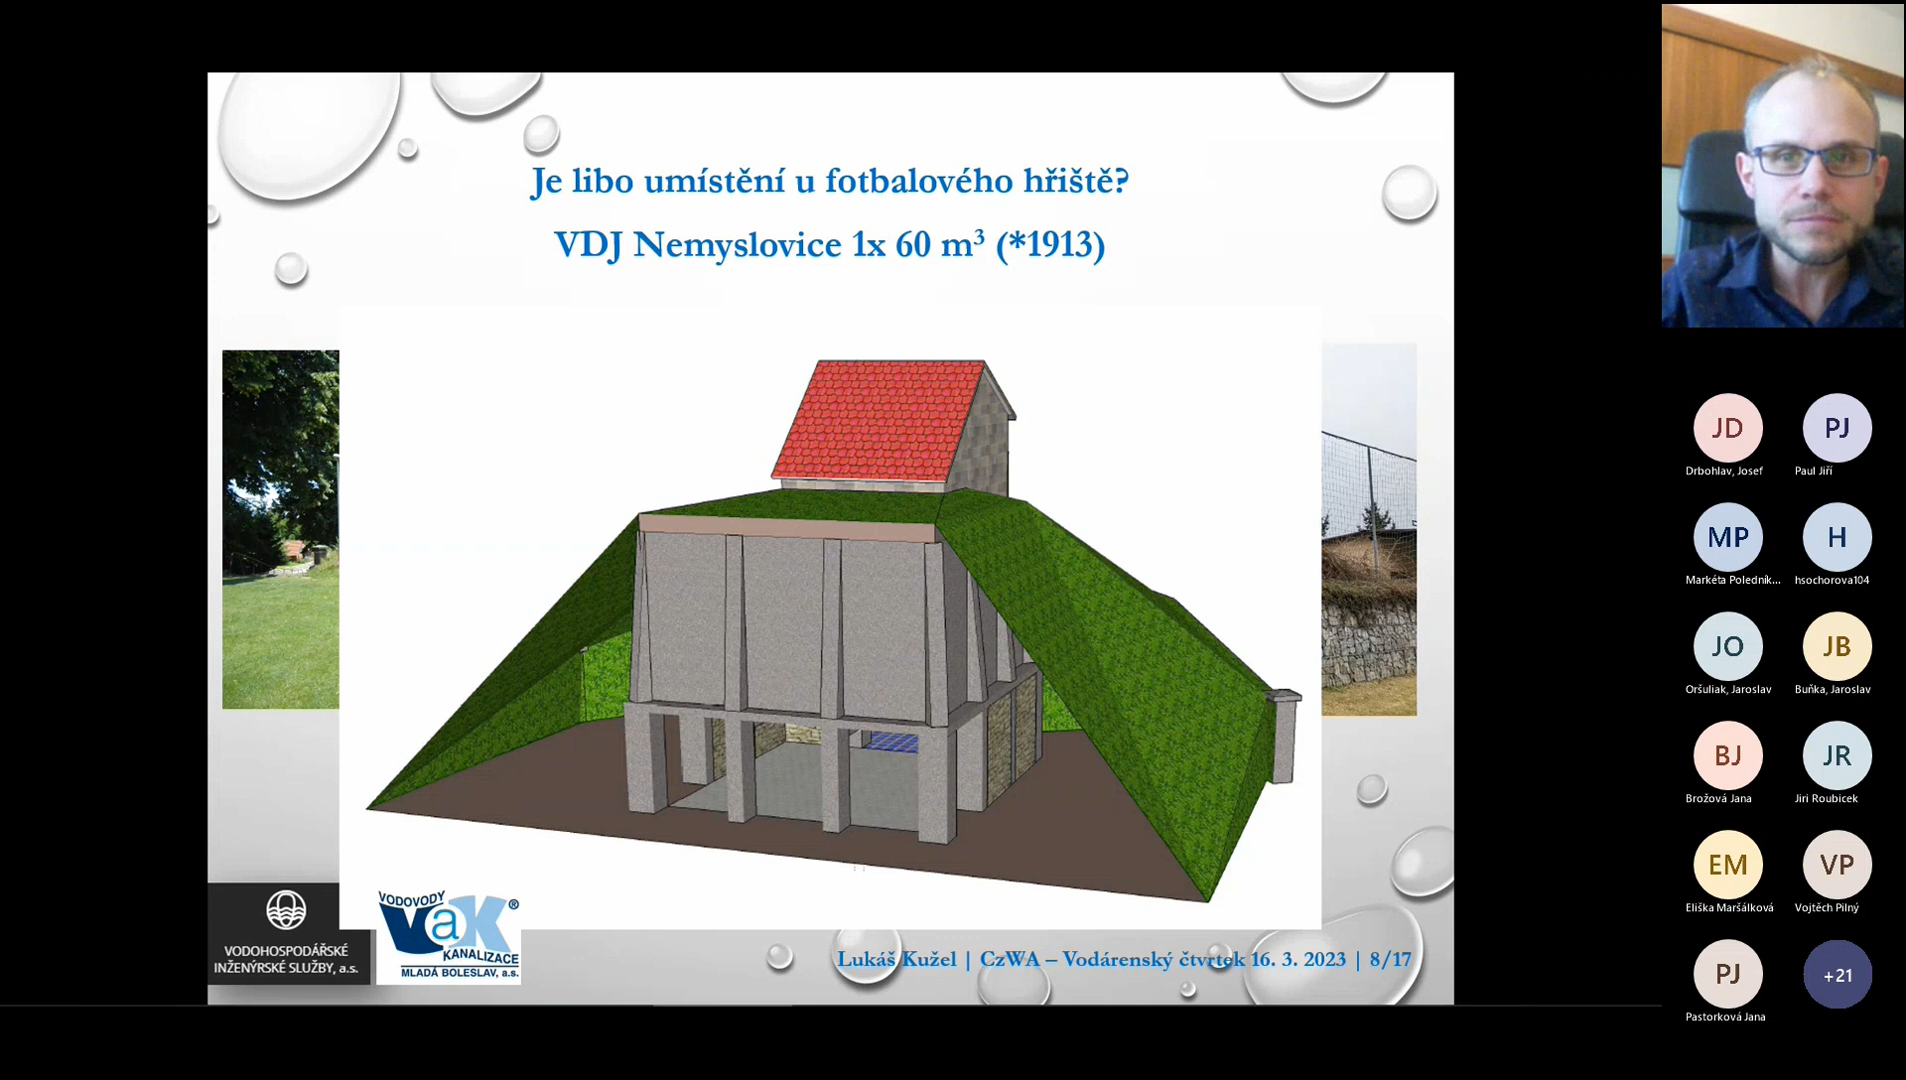 Je libo umístění u fotbalového hřiště?
VDJ Nemyslovice 1x 60 m³ (*1913)
VODOHOSPODÁŘSKÉ
INŽENÝRSKÉ SLUŽBY, a.s.
VODOVODY
VaK®
KANALIZACE
MLADÁ BOLESLAV, a.s.
Lukáš Kužel | CzWA – Vodárenský čtvrtek 16. 3. 2023 | 8/17
JD
PJ
Drbohlav, Josef
Paul Jiří
MP
H
Markéta Poledník...
hsochorova104
JO
JB
Oršuliak, Jaroslav
Buňka, Jaroslav
BJ
JR
Brožová Jana
Jiri Roubicek
EM
VP
Eliška Maršálková
Vojtěch Pilný
PJ
+21
Pastorková Jana